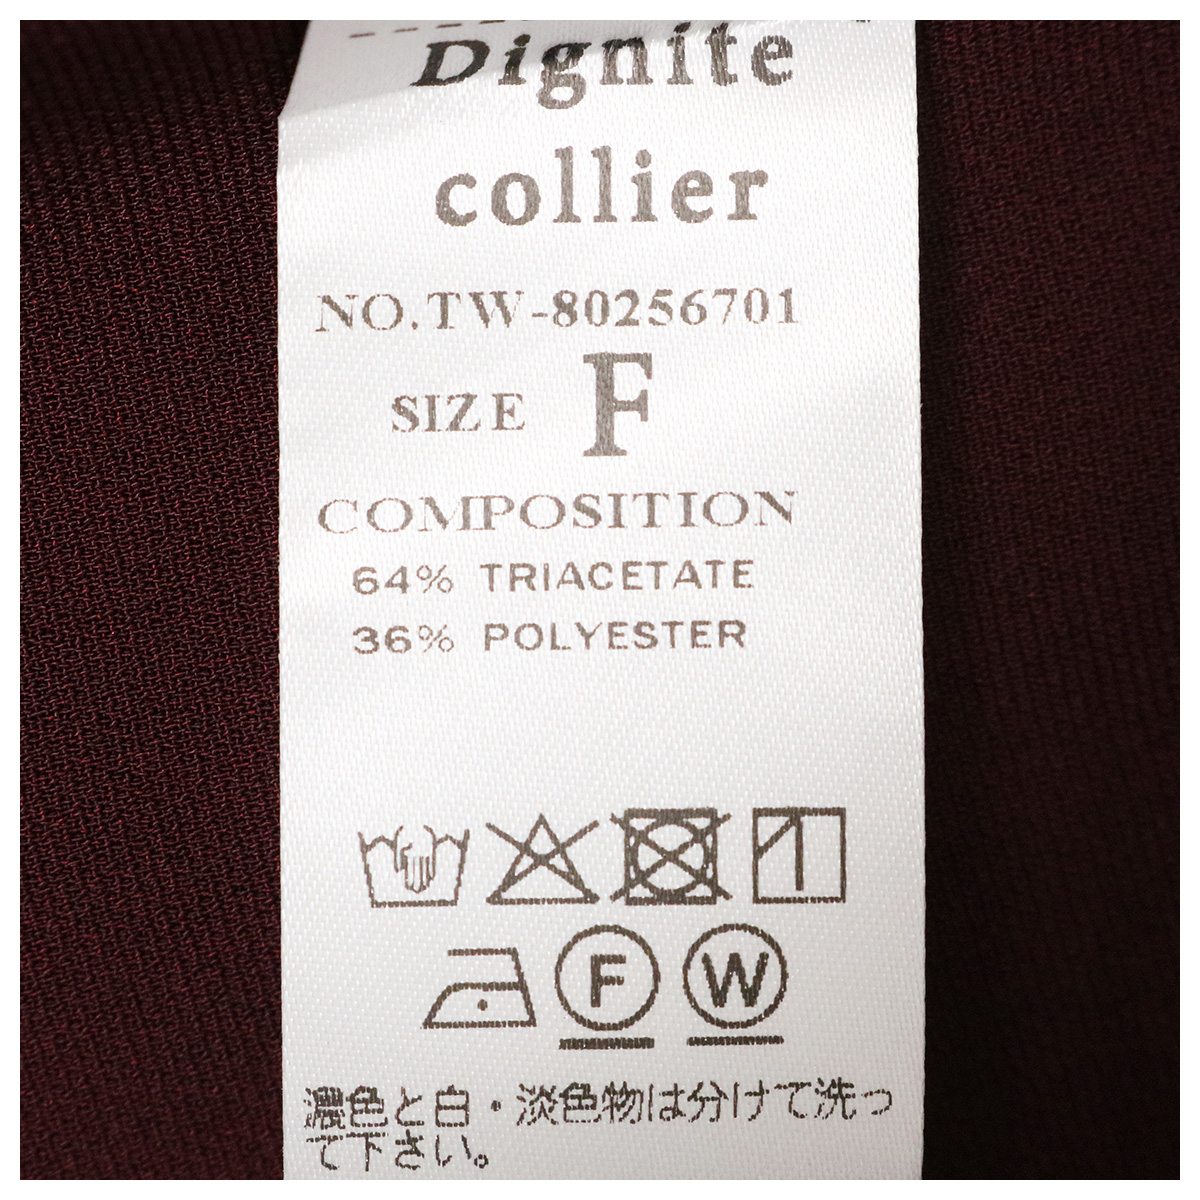 Dignite
collier
NO.TW-80256701
SIZE F
COMPOSITION
64% TRIACETATE
36% POLYESTER
F W
濃色と白・淡色物は分けて洗っ
て下さい。